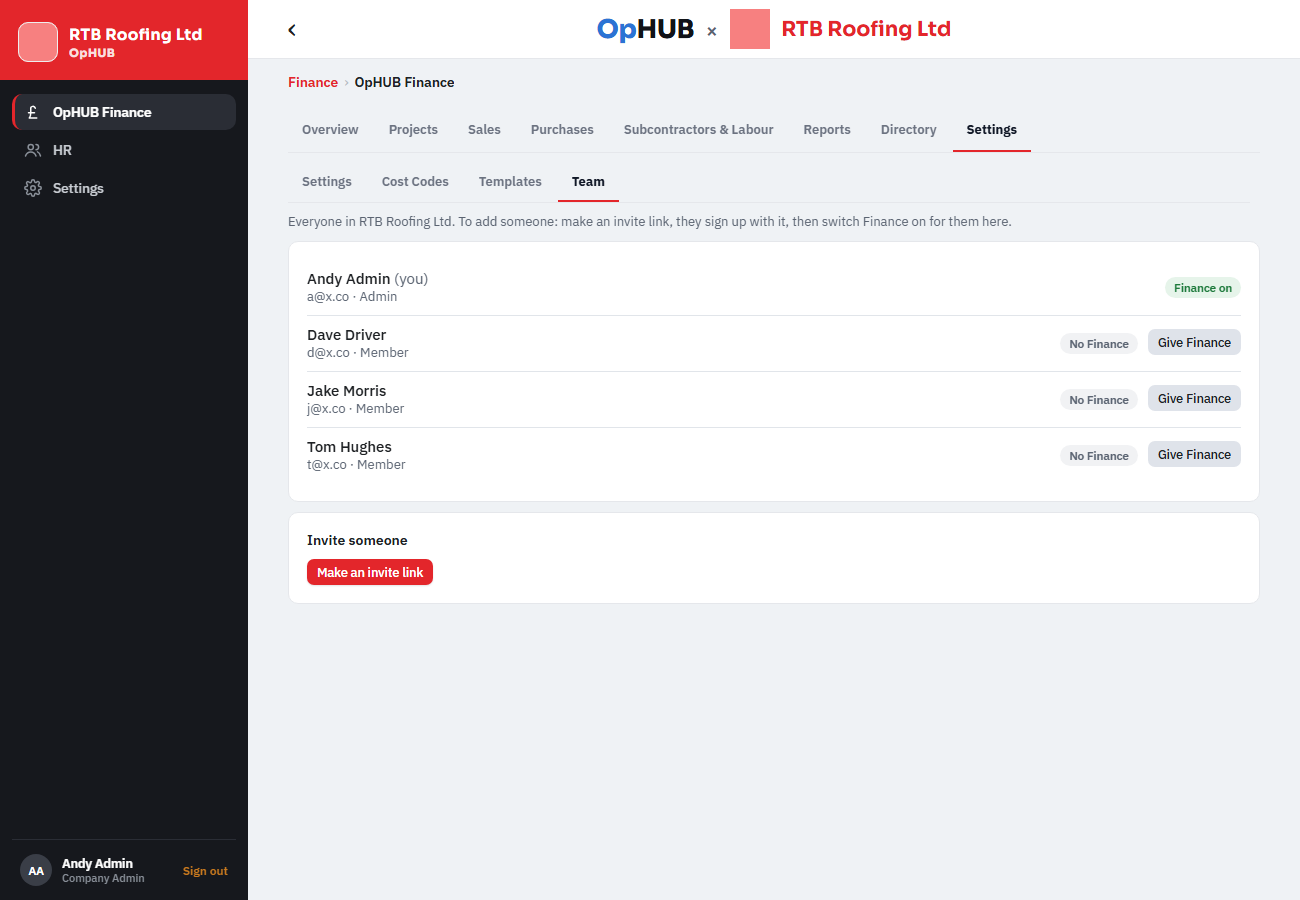 RTB Roofing Ltd
OpHUB
OpHUB × RTB Roofing Ltd
£ OpHUB Finance
HR
Settings
Finance › OpHUB Finance
Overview Projects Sales Purchases Subcontractors & Labour Reports Directory Settings
Settings Cost Codes Templates Team
Everyone in RTB Roofing Ltd. To add someone: make an invite link, they sign up with it, then switch Finance on for them here.
Andy Admin (you)
a@x.co · Admin
Finance on
Dave Driver
d@x.co · Member
No Finance Give Finance
Jake Morris
j@x.co · Member
No Finance Give Finance
Tom Hughes
t@x.co · Member
No Finance Give Finance
Invite someone
Make an invite link
AA
Andy Admin
Company Admin
Sign out